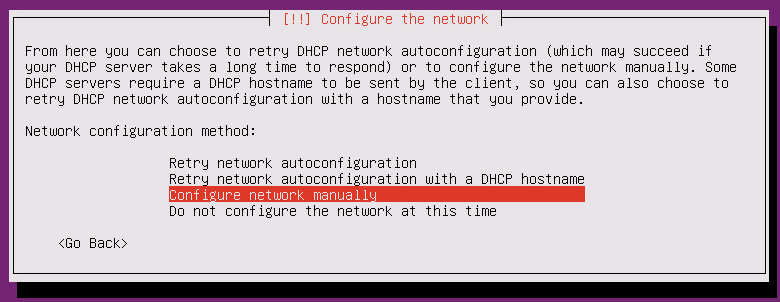 [!!] Configure the network
From here you can choose to retry DHCP network autoconfiguration (which may succeed if
your DHCP server takes a long time to respond) or to configure the network manually. Some
DHCP servers require a DHCP hostname to be sent by the client, so you can also choose to
retry DHCP network autoconfiguration with a hostname that you provide.
Network configuration method:
Retry network autoconfiguration
Retry network autoconfiguration with a DHCP hostname
Configure network manually
Do not configure the network at this time
<Go Back>